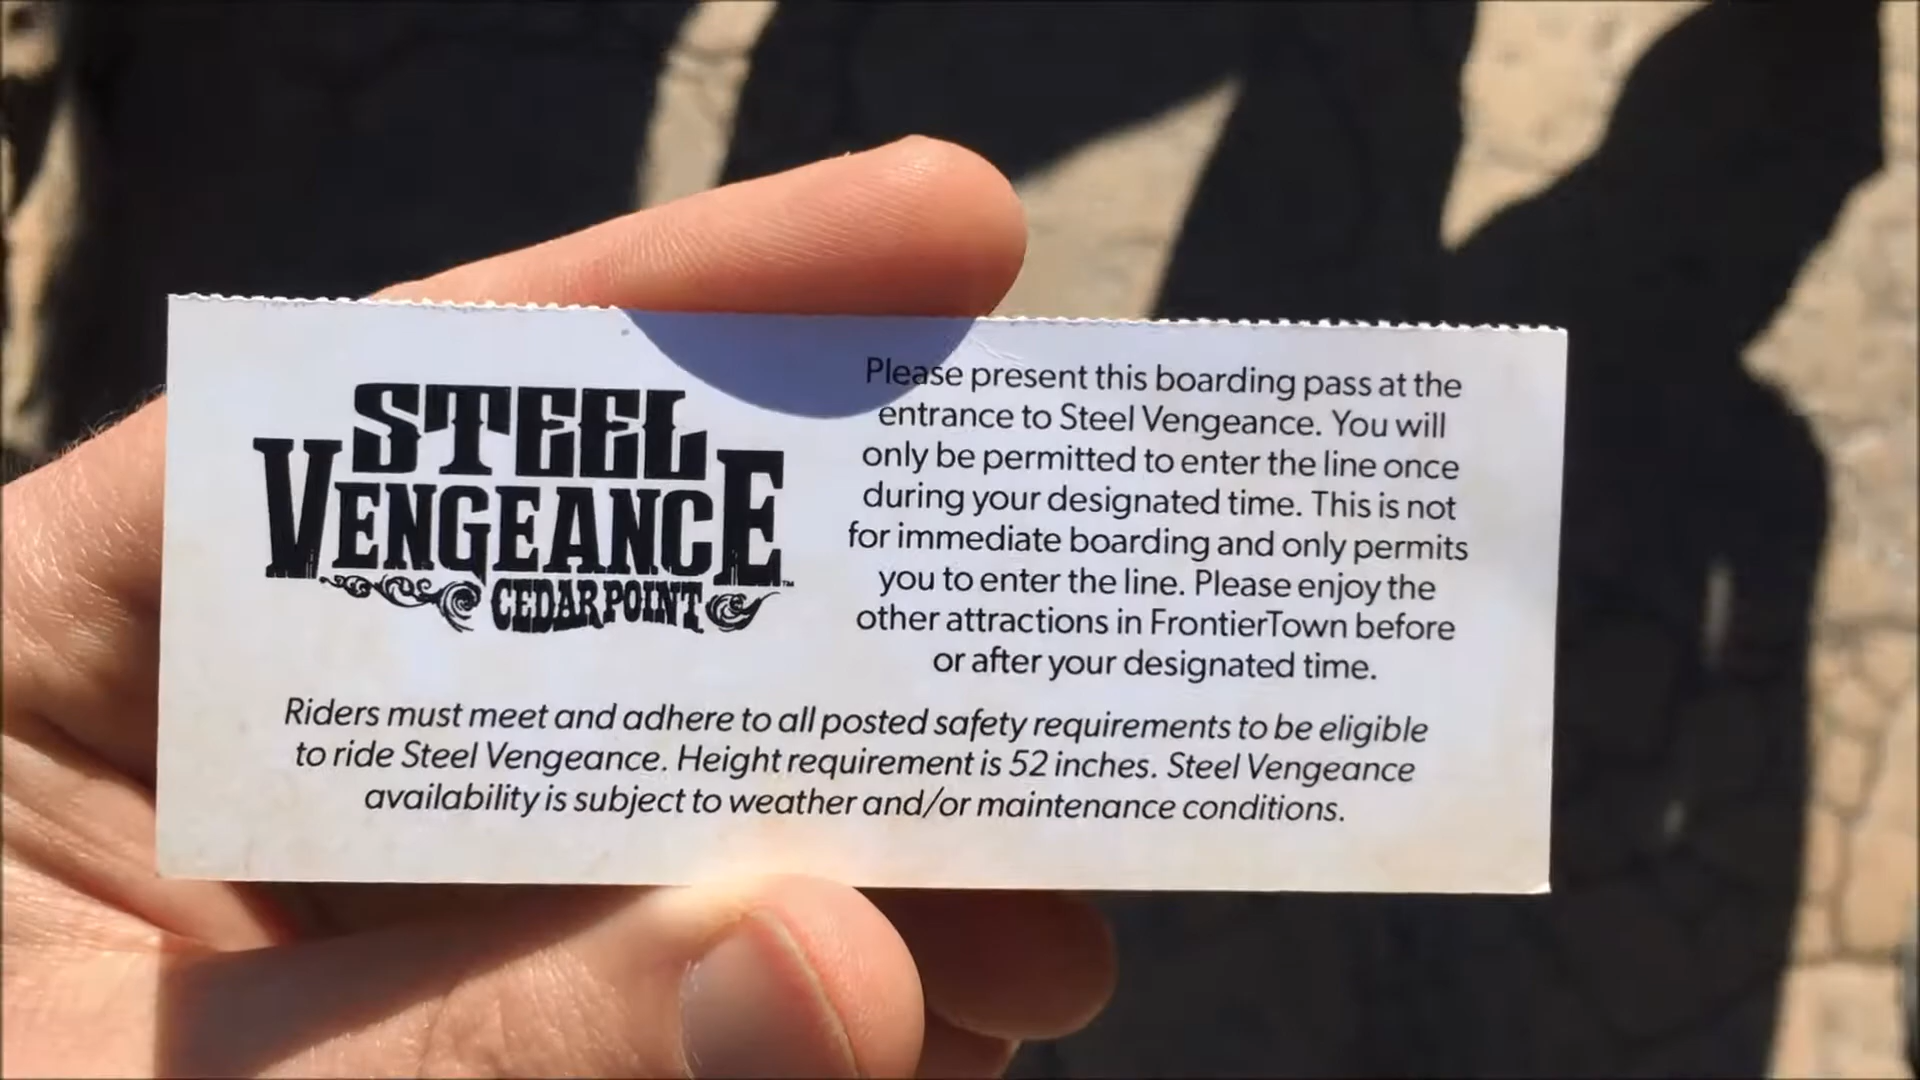 STEEL
VENGEANCE™
CEDAR POINT
Please present this boarding pass at the
entrance to Steel Vengeance. You will
only be permitted to enter the line once
during your designated time. This is not
for immediate boarding and only permits
you to enter the line. Please enjoy the
other attractions in FrontierTown before
or after your designated time.
Riders must meet and adhere to all posted safety requirements to be eligible
to ride Steel Vengeance. Height requirement is 52 inches. Steel Vengeance
availability is subject to weather and/or maintenance conditions.